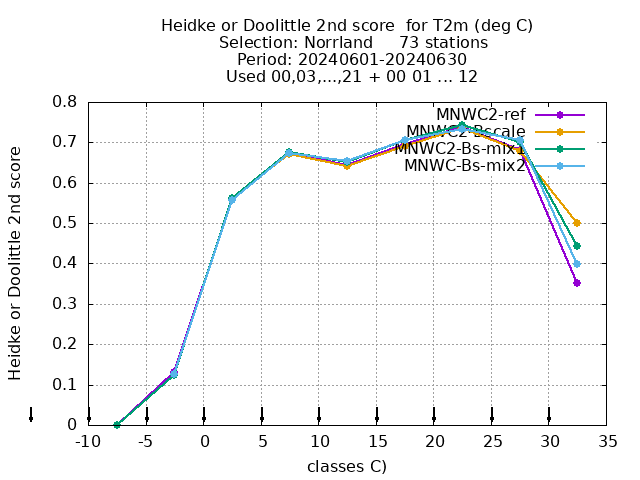 Heidke or Doolittle 2nd score  for T2m (deg C)
Selection: Norrland     73 stations
Period: 20240601-20240630
Used 00,03,...,21 + 00 01 ... 12
MNWC2-ref
MNWC2-Bscale
MNWC2-Bs-mix1
MNWC-Bs-mix2
Heidke or Doolittle 2nd score
0.8
0.7
0.6
0.5
0.4
0.3
0.2
0.1
0
-10 -5 0 5 10 15 20 25 30 35
classes C)